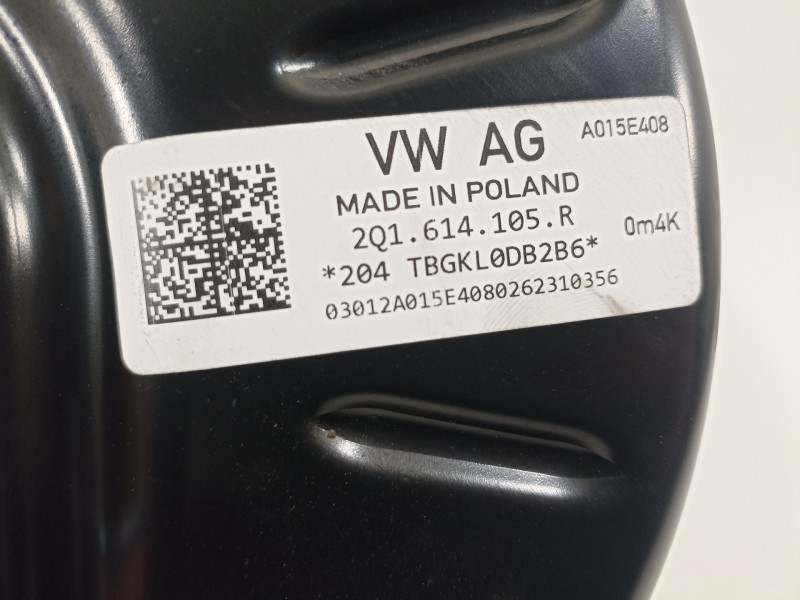 VW AG A015E408
MADE IN POLAND
2Q1.614.105.R 0m4K
*204 TBGKL0DB2B6*
03012A015E4080262310356